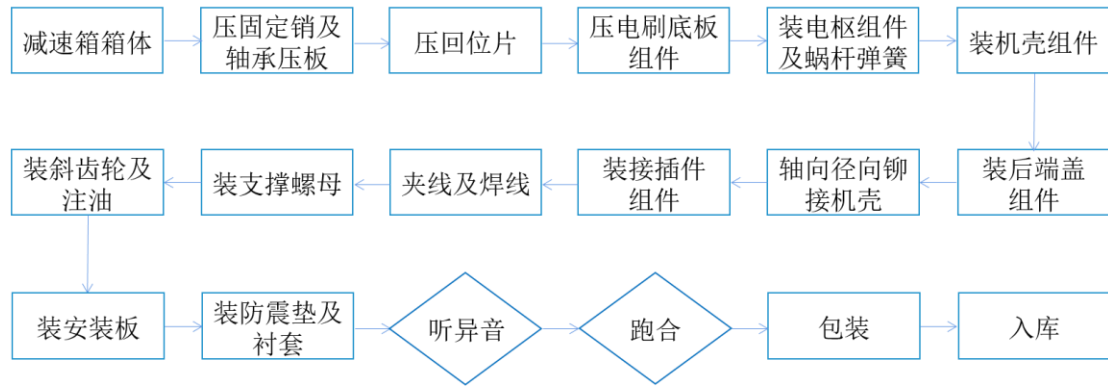 减速箱箱体
压固定销及
轴承压板
压回位片
压电刷底板
组件
装电枢组件
及蜗杆弹簧
装机壳组件
装后端盖
组件
轴向径向铆
接机壳
装接插件
组件
夹线及焊线
装支撑螺母
装斜齿轮及
注油
装安装板
装防震垫及
衬套
听异音
跑合
包装
入库